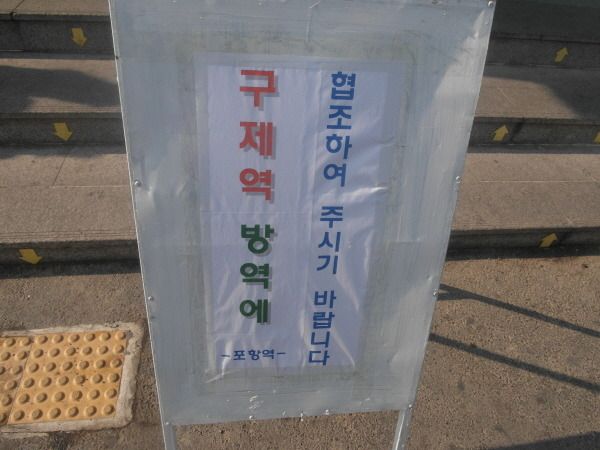 구제역 방역에
협조하여 주시기 바랍니다
-포항역-